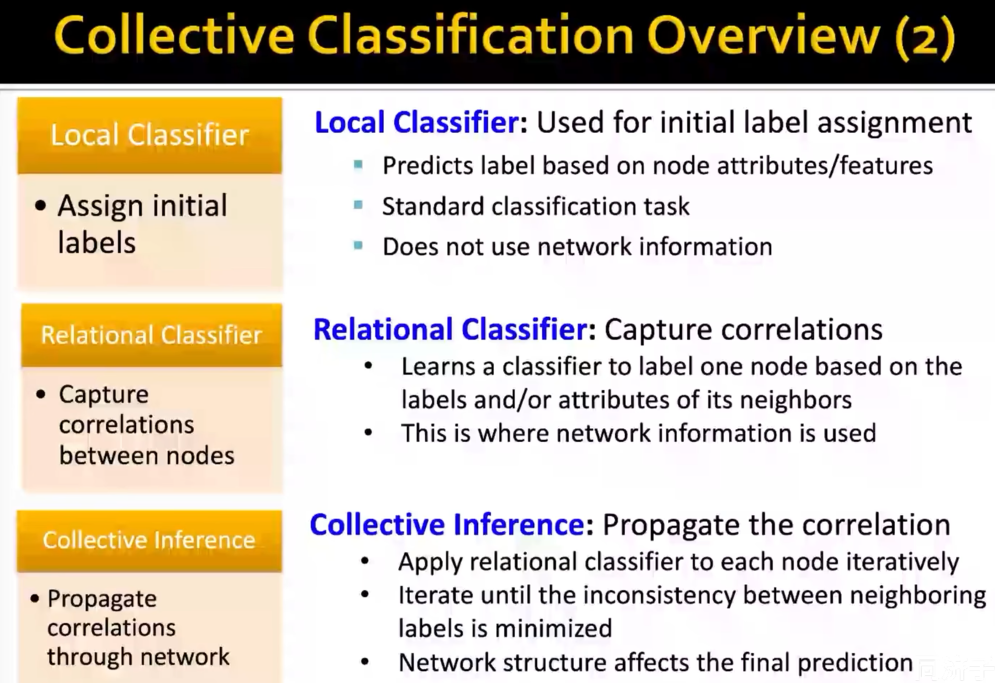 Collective Classification Overview (2)
Local Classifier
• Assign initial
labels
Local Classifier: Used for initial label assignment
▪ Predicts label based on node attributes/features
▪ Standard classification task
▪ Does not use network information
Relational Classifier
• Capture
correlations
between nodes
Relational Classifier: Capture correlations
• Learns a classifier to label one node based on the
labels and/or attributes of its neighbors
• This is where network information is used
Collective Inference
• Propagate
correlations
through network
Collective Inference: Propagate the correlation
• Apply relational classifier to each node iteratively
• Iterate until the inconsistency between neighboring
labels is minimized
• Network structure affects the final prediction